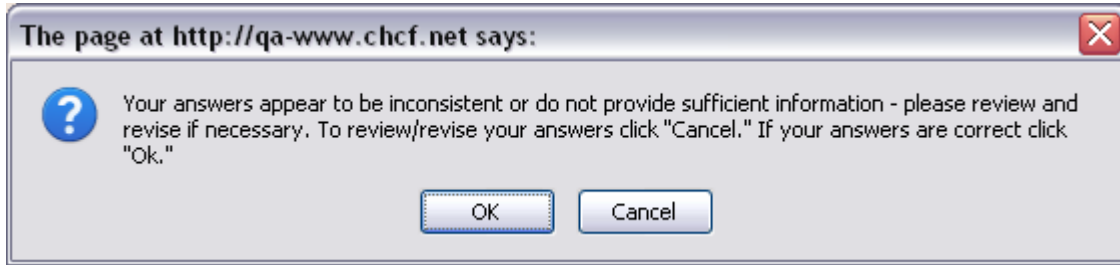 The page at http://qa-www.chcf.net says:
Your answers appear to be inconsistent or do not provide sufficient information - please review and
revise if necessary. To review/revise your answers click "Cancel." If your answers are correct click
"Ok."
OK
Cancel